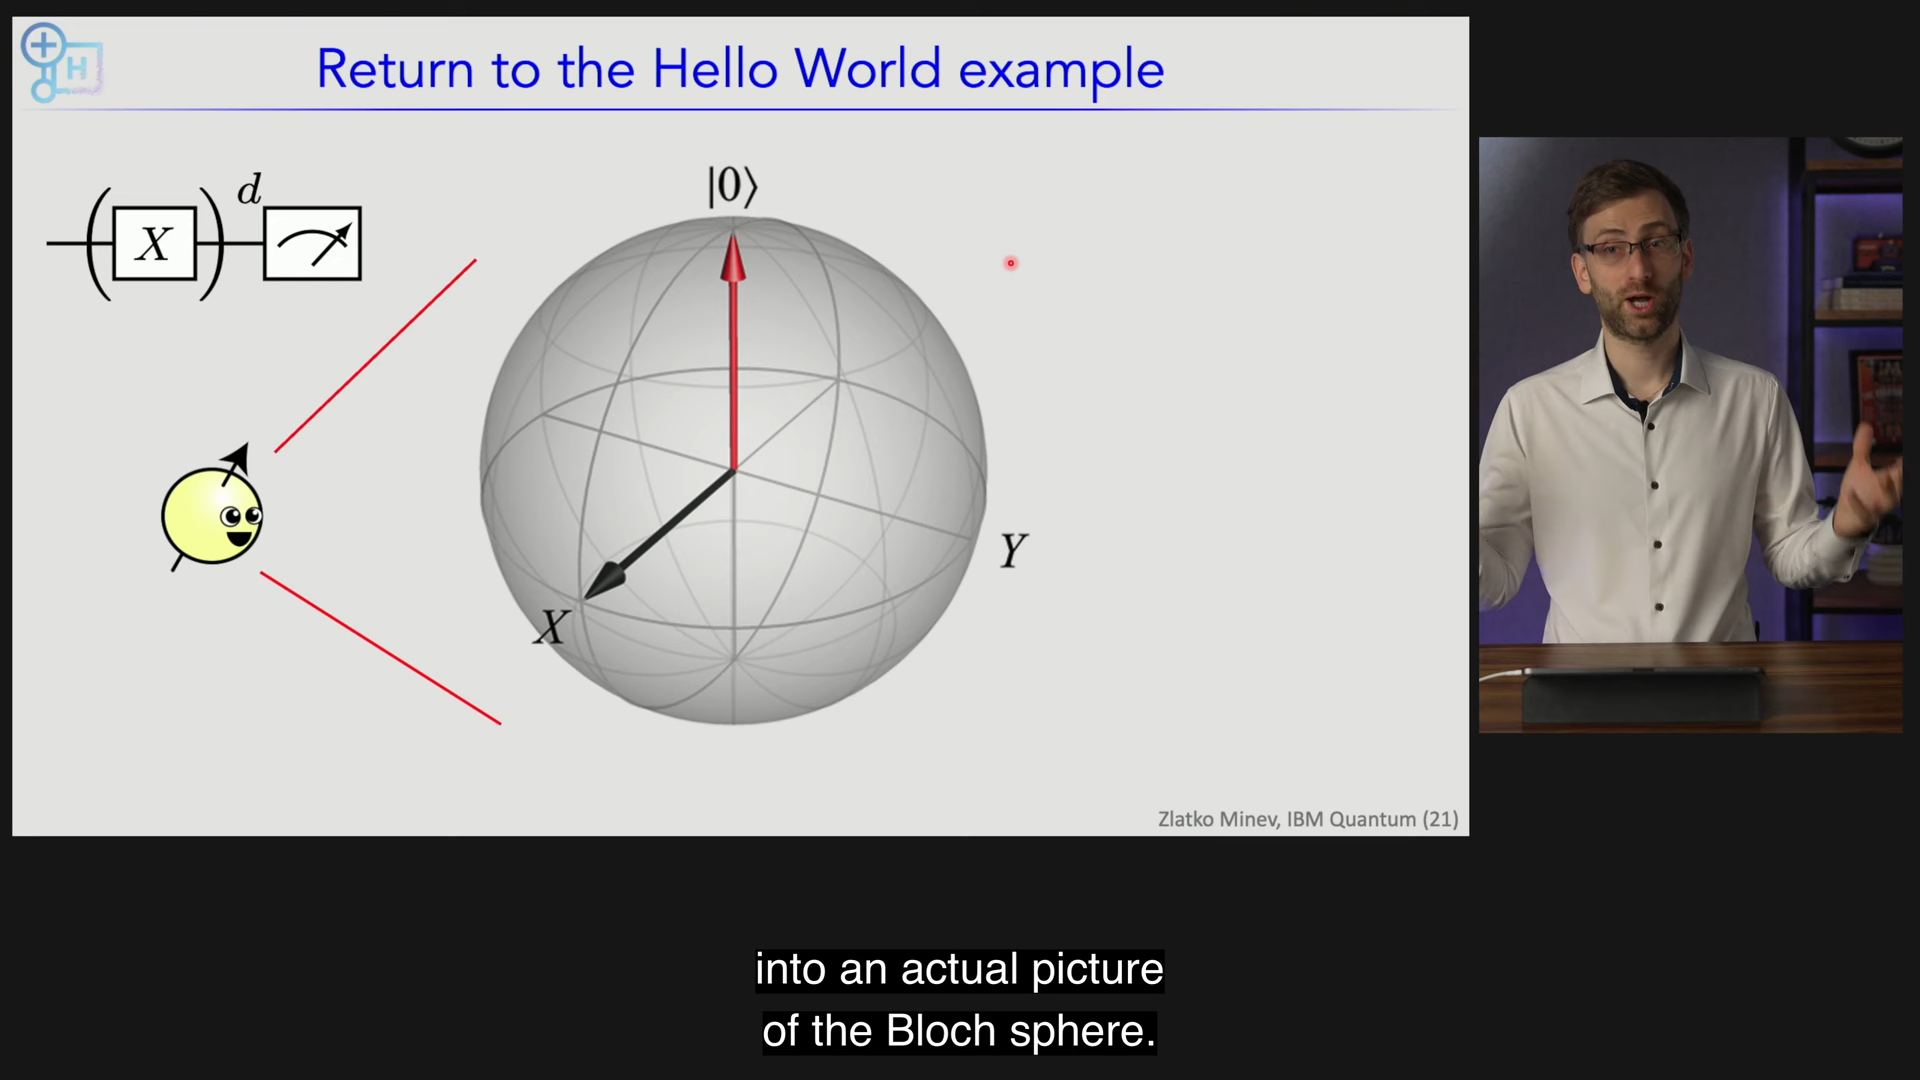 H
Return to the Hello World example
|0⟩
( X ) d
X
Y
Zlatko Minev, IBM Quantum (21)
into an actual picture
of the Bloch sphere.